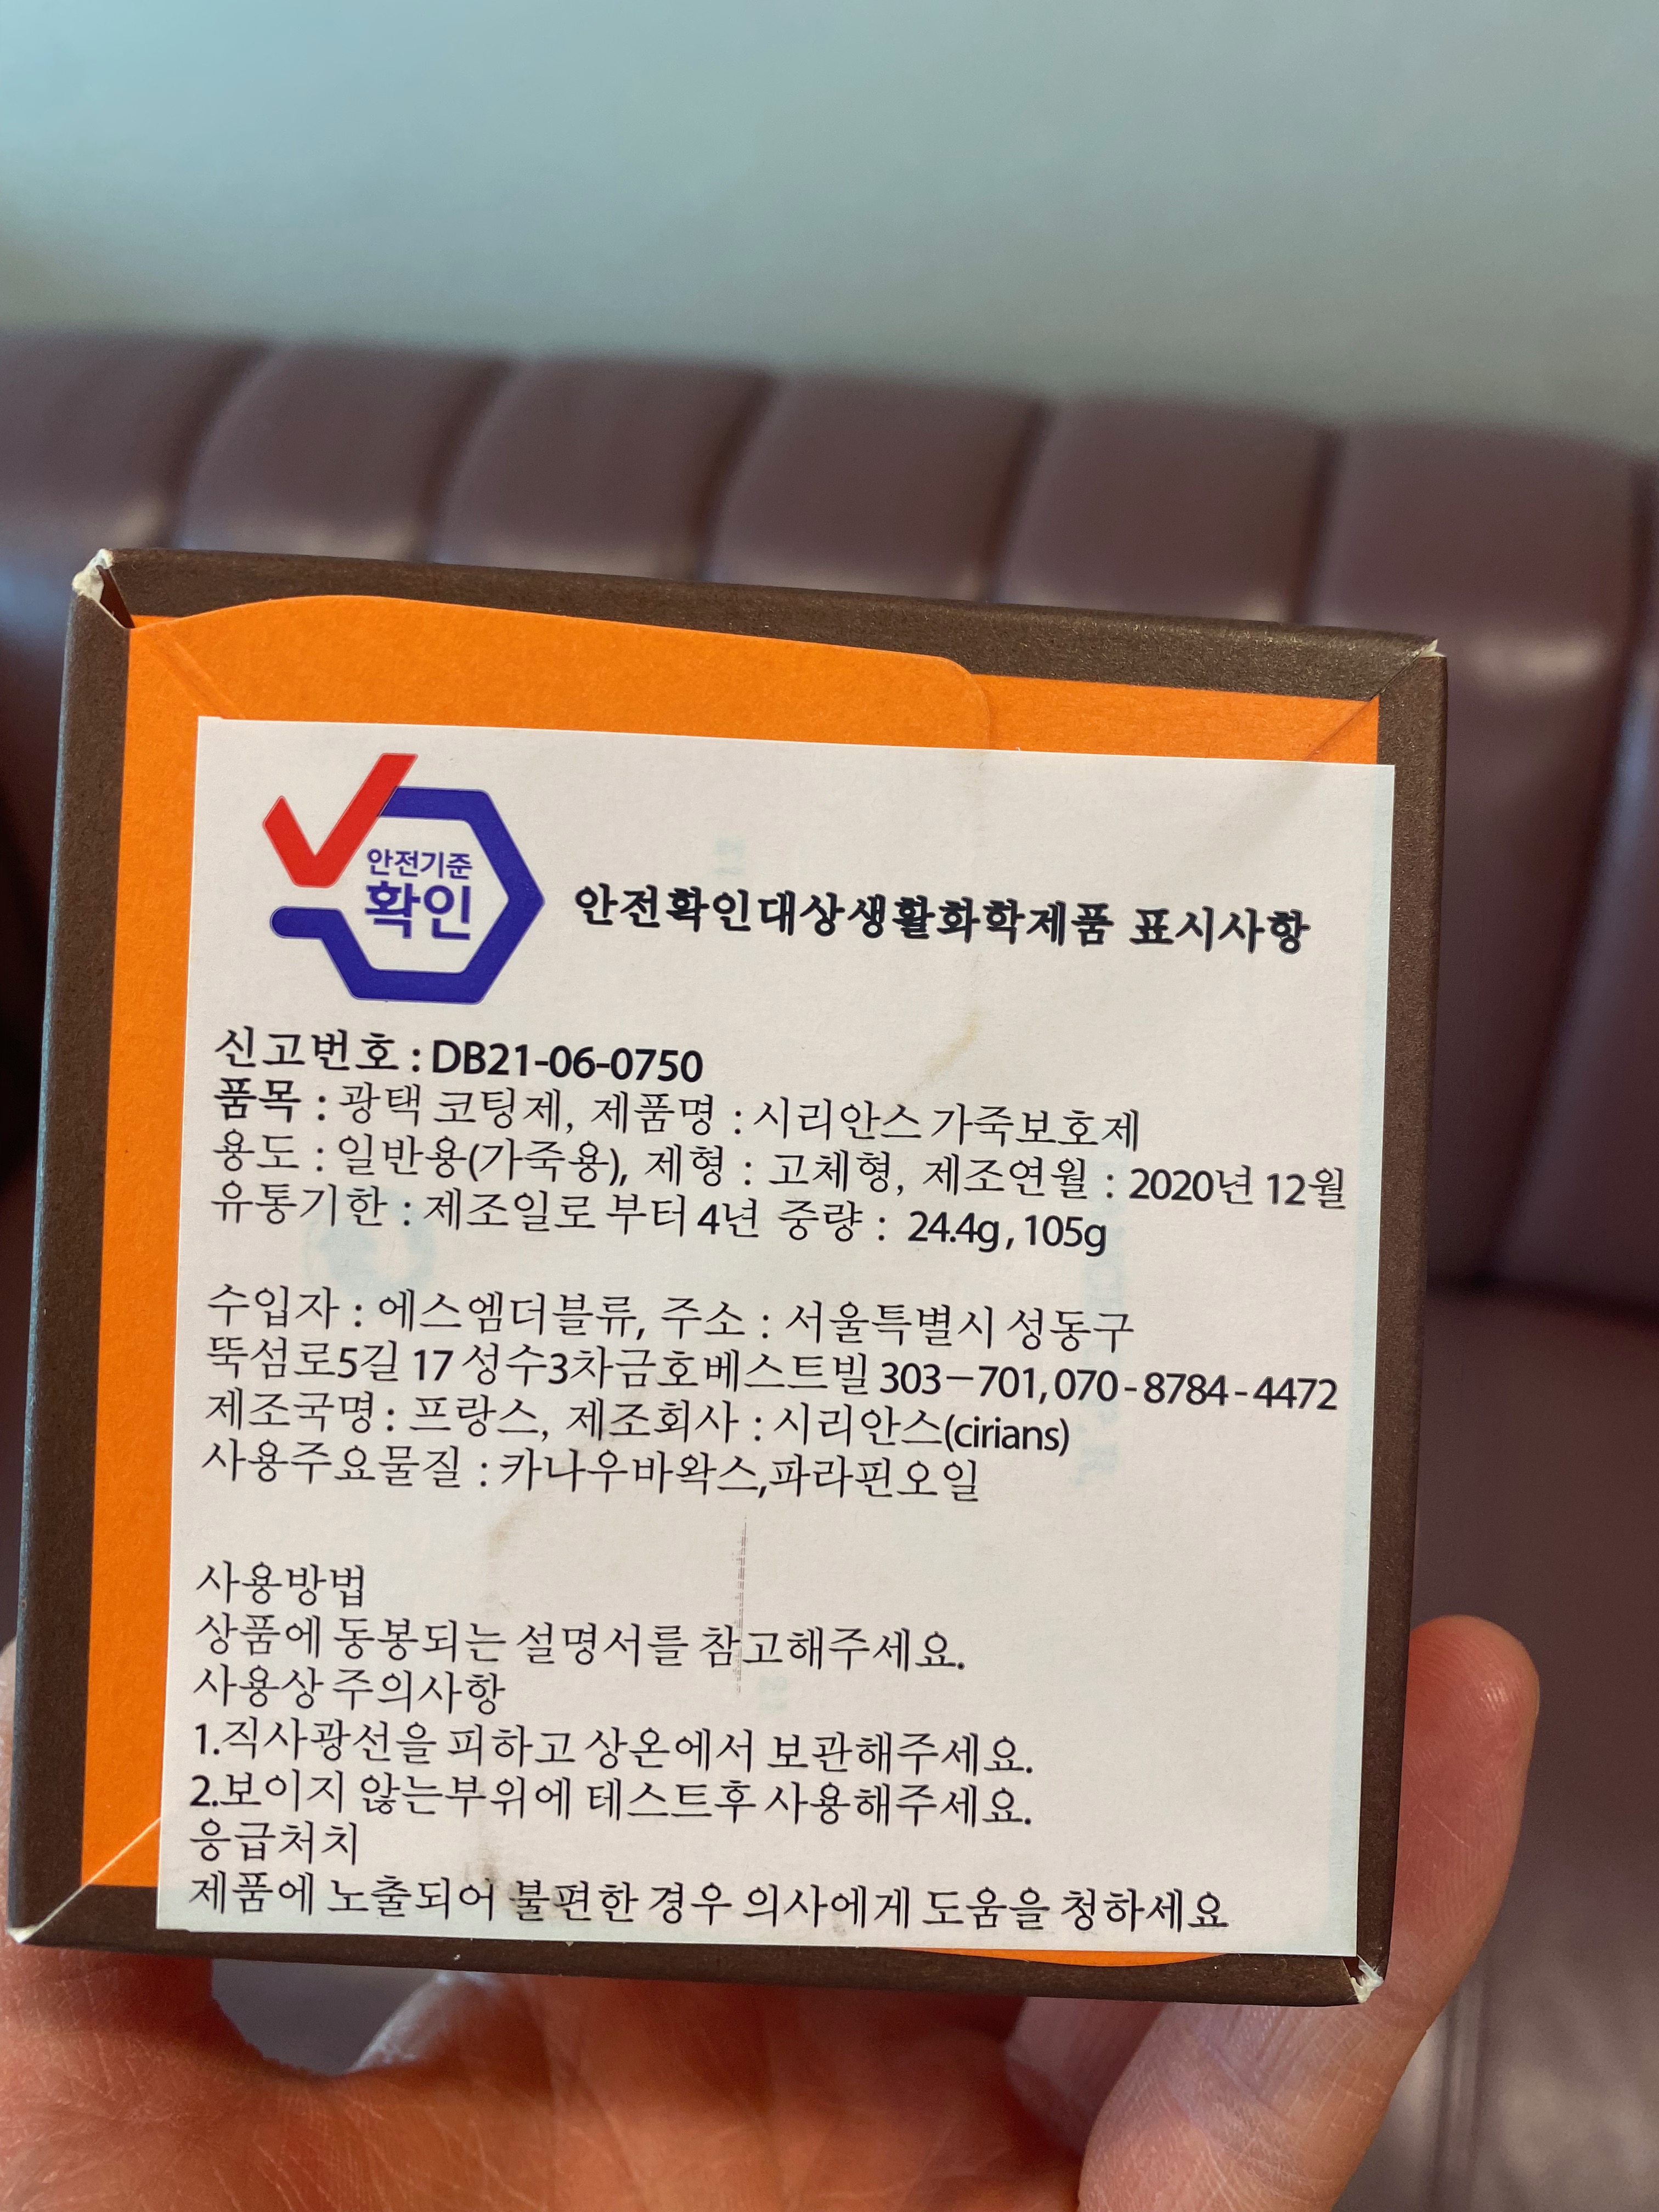 안전기준
확인
안전확인대상생활화학제품 표시사항
신고번호 : DB21-06-0750
품목 : 광택 코팅제, 제품명 : 시리안스 가죽보호제
용도 : 일반용(가죽용), 제형 : 고체형, 제조연월 : 2020년 12월
유통기한 : 제조일로 부터 4년 중량 : 24.4g , 105g
수입자 : 에스엠더블류, 주소 : 서울특별시 성동구
뚝섬로5길 17 성수3차금호베스트빌 303-701, 070-8784-4472
제조국명 : 프랑스, 제조회사 : 시리안스(cirians)
사용주요물질 : 카나우바왁스,파라핀오일
사용방법
상품에 동봉되는 설명서를 참고해주세요.
사용상 주의사항
1.직사광선을 피하고 상온에서 보관해주세요.
2.보이지 않는부위에 테스트후 사용해주세요.
응급처치
제품에 노출되어 불편한 경우 의사에게 도움을 청하세요